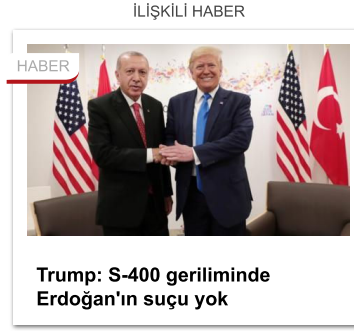 İLİŞKİLİ HABER
HABER
Trump: S-400 geriliminde
Erdoğan'ın suçu yok